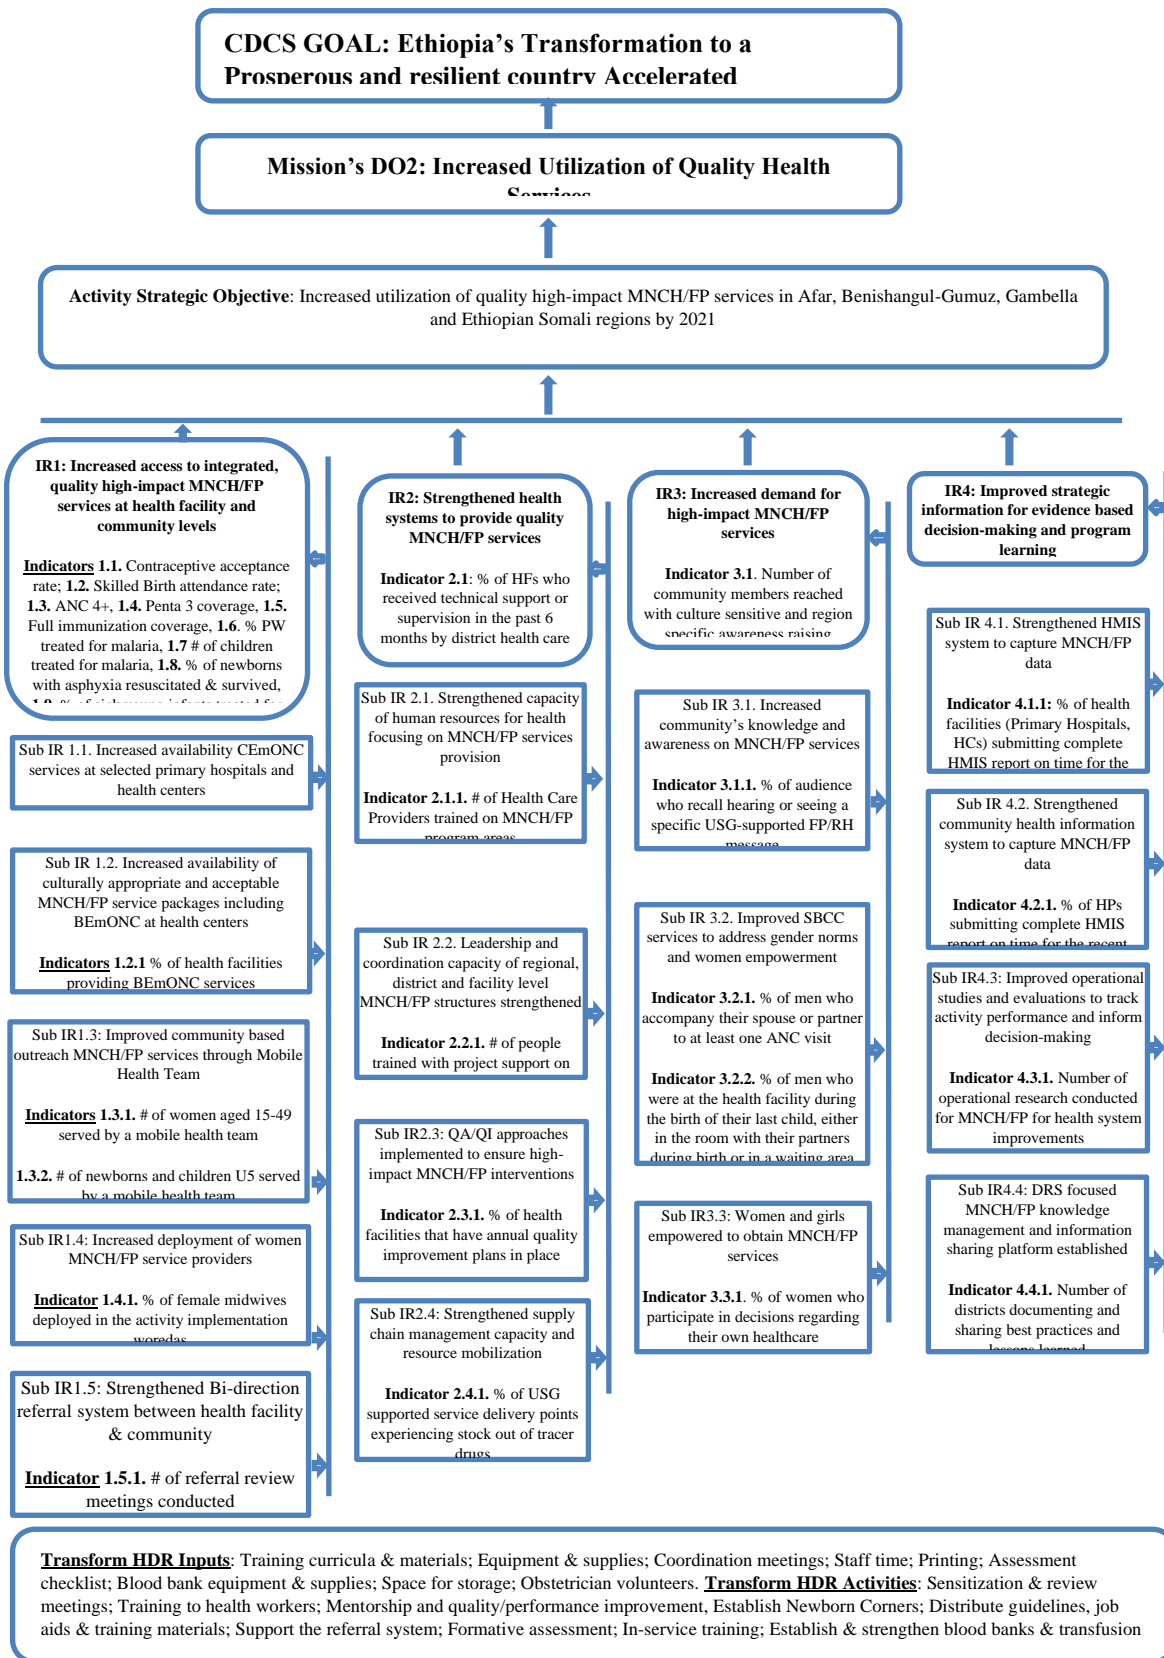 CDCS GOAL: Ethiopia's Transformation to a
Prosperous and resilient country Accelerated
Mission's DO2: Increased Utilization of Quality Health
Services
Activity Strategic Objective: Increased utilization of quality high-impact MNCH/FP services in Afar, Benishangul-Gumuz, Gambella
and Ethiopian Somali regions by 2021
IR1: Increased access to integrated,
quality high-impact MNCH/FP
services at health facility and
community levels
Indicators 1.1. Contraceptive acceptance
rate; 1.2. Skilled Birth attendance rate;
1.3. ANC 4+, 1.4. Penta 3 coverage, 1.5.
Full immunization coverage, 1.6. % PW
treated for malaria, 1.7 # of children
treated for malaria, 1.8. % of newborns
with asphyxia resuscitated & survived,
1.9. % of sick young infants treated for
Sub IR 1.1. Increased availability CEmONC
services at selected primary hospitals and
health centers
Sub IR 1.2. Increased availability of
culturally appropriate and acceptable
MNCH/FP service packages including
BEmONC at health centers
Indicators 1.2.1 % of health facilities
providing BEmONC services
Sub IR1.3: Improved community based
outreach MNCH/FP services through Mobile
Health Team
Indicators 1.3.1. # of women aged 15-49
served by a mobile health team
1.3.2. # of newborns and children U5 served
by a mobile health team
Sub IR1.4: Increased deployment of women
MNCH/FP service providers
Indicator 1.4.1. % of female midwives
deployed in the activity implementation
woredas
Sub IR1.5: Strengthened Bi-direction
referral system between health facility
& community
Indicator 1.5.1. # of referral review
meetings conducted
IR2: Strengthened health
systems to provide quality
MNCH/FP services
Indicator 2.1: % of HFs who
received technical support or
supervision in the past 6
months by district health care
Sub IR 2.1. Strengthened capacity
of human resources for health
focusing on MNCH/FP services
provision
Indicator 2.1.1. # of Health Care
Providers trained on MNCH/FP
program areas
Sub IR 2.2. Leadership and
coordination capacity of regional,
district and facility level
MNCH/FP structures strengthened
Indicator 2.2.1. # of people
trained with project support on
Sub IR2.3: QA/QI approaches
implemented to ensure high-
impact MNCH/FP interventions
Indicator 2.3.1. % of health
facilities that have annual quality
improvement plans in place
Sub IR2.4: Strengthened supply
chain management capacity and
resource mobilization
Indicator 2.4.1. % of USG
supported service delivery points
experiencing stock out of tracer
drugs
IR3: Increased demand for
high-impact MNCH/FP
services
Indicator 3.1. Number of
community members reached
with culture sensitive and region
specific awareness raising
Sub IR 3.1. Increased
community's knowledge and
awareness on MNCH/FP services
Indicator 3.1.1. % of audience
who recall hearing or seeing a
specific USG-supported FP/RH
message
Sub IR 3.2. Improved SBCC
services to address gender norms
and women empowerment
Indicator 3.2.1. % of men who
accompany their spouse or partner
to at least one ANC visit
Indicator 3.2.2. % of men who
were at the health facility during
the birth of their last child, either
in the room with their partners
during birth or in a waiting area
Sub IR3.3: Women and girls
empowered to obtain MNCH/FP
services
Indicator 3.3.1. % of women who
participate in decisions regarding
their own healthcare
IR4: Improved strategic
information for evidence based
decision-making and program
learning
Sub IR 4.1. Strengthened HMIS
system to capture MNCH/FP
data
Indicator 4.1.1: % of health
facilities (Primary Hospitals,
HCs) submitting complete
HMIS report on time for the
Sub IR 4.2. Strengthened
community health information
system to capture MNCH/FP
data
Indicator 4.2.1. % of HPs
submitting complete HMIS
report on time for the recent
Sub IR4.3: Improved operational
studies and evaluations to track
activity performance and inform
decision-making
Indicator 4.3.1. Number of
operational research conducted
for MNCH/FP for health system
improvements
Sub IR4.4: DRS focused
MNCH/FP knowledge
management and information
sharing platform established
Indicator 4.4.1. Number of
districts documenting and
sharing best practices and
lessons learned
Transform HDR Inputs: Training curricula & materials; Equipment & supplies; Coordination meetings; Staff time; Printing; Assessment
checklist; Blood bank equipment & supplies; Space for storage; Obstetrician volunteers. Transform HDR Activities: Sensitization & review
meetings; Training to health workers; Mentorship and quality/performance improvement, Establish Newborn Corners; Distribute guidelines, job
aids & training materials; Support the referral system; Formative assessment; In-service training; Establish & strengthen blood banks & transfusion